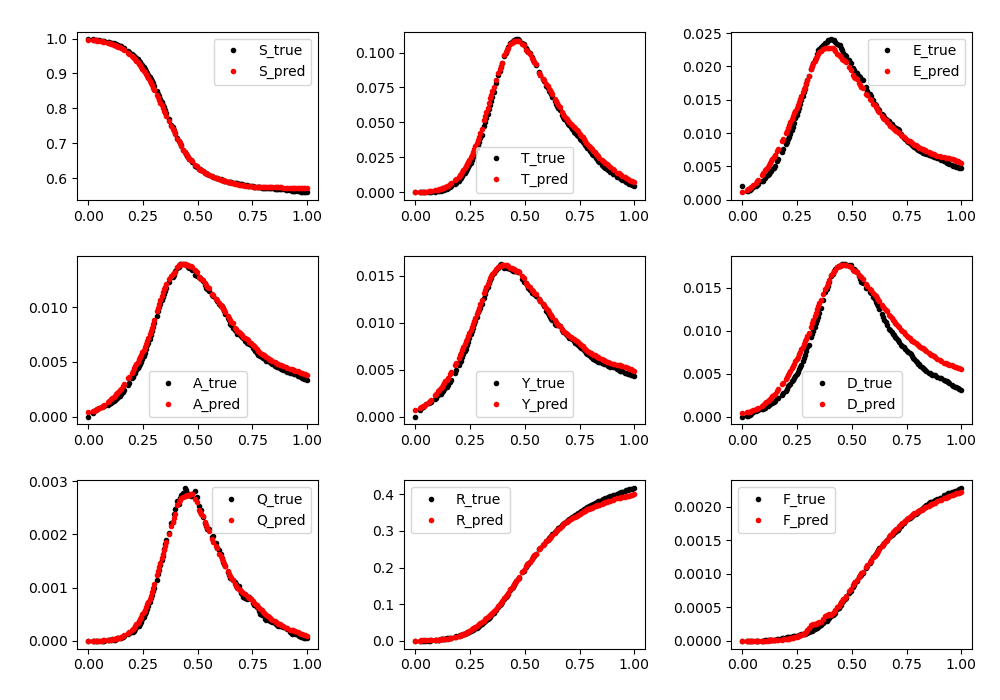 1.0
0.9
0.8
0.7
0.6
0.00 0.25 0.50 0.75 1.00
S_true
S_pred
0.100
0.075
0.050
0.025
0.000
0.00 0.25 0.50 0.75 1.00
T_true
T_pred
0.025
0.020
0.015
0.010
0.005
0.000
0.00 0.25 0.50 0.75 1.00
E_true
E_pred
0.010
0.005
0.000
0.00 0.25 0.50 0.75 1.00
A_true
A_pred
0.015
0.010
0.005
0.000
0.00 0.25 0.50 0.75 1.00
Y_true
Y_pred
0.015
0.010
0.005
0.000
0.00 0.25 0.50 0.75 1.00
D_true
D_pred
0.003
0.002
0.001
0.000
0.00 0.25 0.50 0.75 1.00
Q_true
Q_pred
0.4
0.3
0.2
0.1
0.0
0.00 0.25 0.50 0.75 1.00
R_true
R_pred
0.0020
0.0015
0.0010
0.0005
0.0000
0.00 0.25 0.50 0.75 1.00
F_true
F_pred